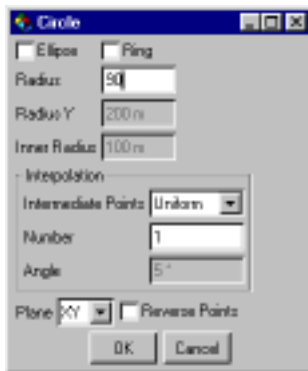 Circle
Ellipse Ring
Radius 90
Radius Y 200 m
Inner Radius 100 m
Interpolation
Intermediate Points Uniform
Number 1
Angle 5 °
Plane XY Reverse Points
OK Cancel